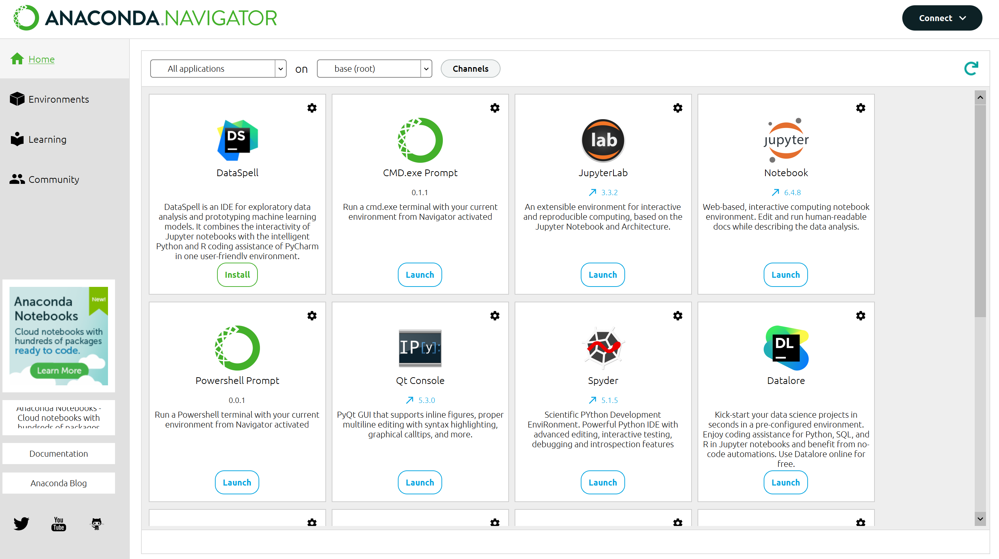 ANACONDA.NAVIGATOR
Connect
Home
Environments
Learning
Community
All applications
on
base (root)
Channels
DS
DataSpell
DataSpell is an IDE for exploratory data
analysis and prototyping machine learning
models. It combines the interactivity of
Jupyter notebooks with the intelligent
Python and R coding assistance of PyCharm
in one user-friendly environment.
Install
CMD.exe Prompt
0.1.1
Run a cmd.exe terminal with your current
environment from Navigator activated
Launch
lab
JupyterLab
3.3.2
An extensible environment for interactive
and reproducible computing, based on the
Jupyter Notebook and Architecture.
Launch
jupyter
Notebook
6.4.8
Web-based, interactive computing notebook
environment. Edit and run human-readable
docs while describing the data analysis.
Launch
Powershell Prompt
0.0.1
Run a Powershell terminal with your current
environment from Navigator activated
Launch
IP[y]:
Qt Console
5.3.0
PyQt GUI that supports inline figures, proper
multiline editing with syntax highlighting,
graphical calltips, and more.
Launch
Spyder
5.1.5
Scientific PYthon Development
EnviRonment. Powerful Python IDE with
advanced editing, interactive testing,
debugging and introspection features
Launch
DL
Datalore
Kick-start your data science projects in
seconds in a pre-configured environment.
Enjoy coding assistance for Python, SQL, and
R in Jupyter notebooks and benefit from no-
code automations. Use Datalore online for
free.
Launch
New!
Anaconda
Notebooks
Cloud notebooks with
hundreds of packages
ready to code.
Learn More
Anaconda Notebooks -
Cloud notebooks with
hundreds of packages
Documentation
Anaconda Blog
You
Tube